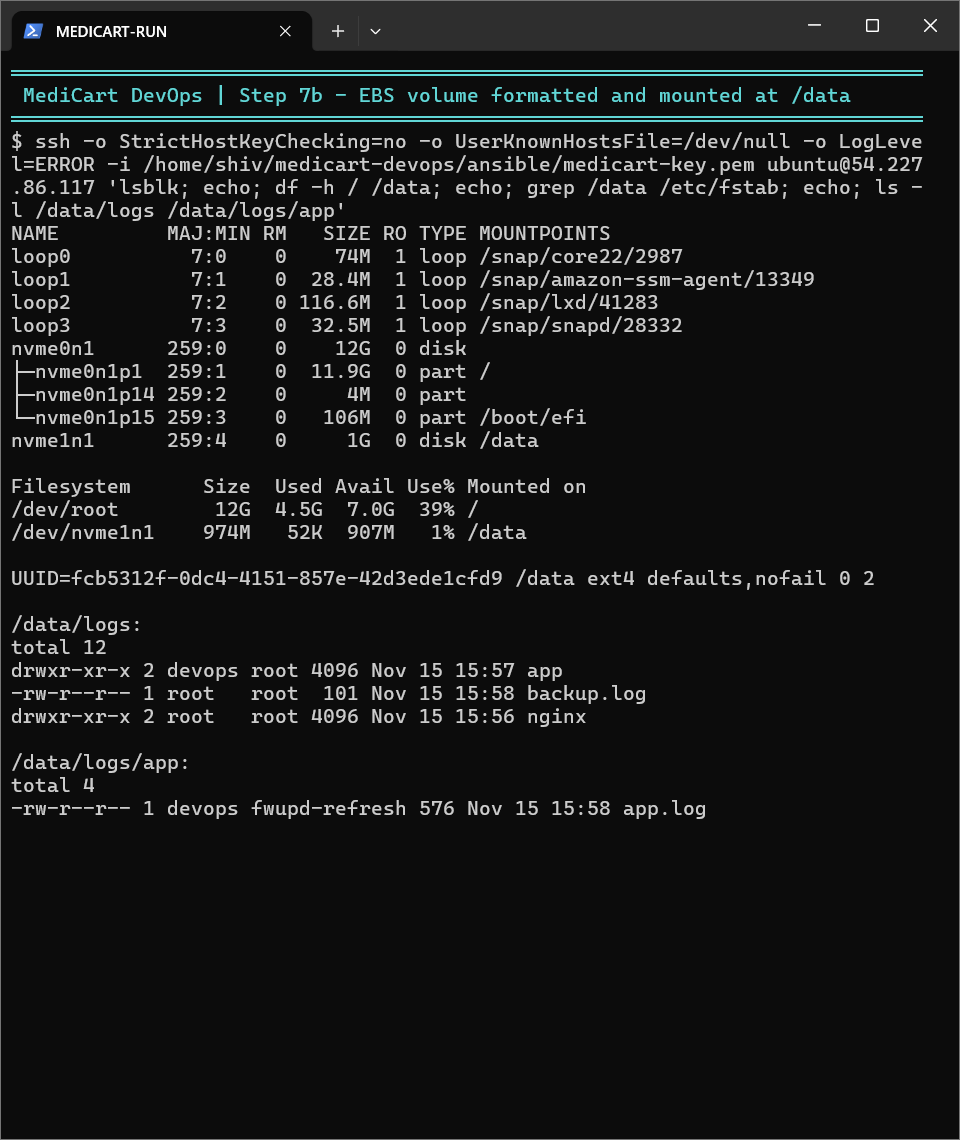 MEDICART-RUN
MediCart DevOps | Step 7b - EBS volume formatted and mounted at /data
$ ssh -o StrictHostKeyChecking=no -o UserKnownHostsFile=/dev/null -o LogLeve
l=ERROR -i /home/shiv/medicart-devops/ansible/medicart-key.pem ubuntu@54.227
.86.117 'lsblk; echo; df -h / /data; echo; grep /data /etc/fstab; echo; ls -
l /data/logs /data/logs/app'
NAME         MAJ:MIN RM   SIZE RO TYPE MOUNTPOINTS
loop0          7:0    0    74M  1 loop /snap/core22/2987
loop1          7:1    0  28.4M  1 loop /snap/amazon-ssm-agent/13349
loop2          7:2    0 116.6M  1 loop /snap/lxd/41283
loop3          7:3    0  32.5M  1 loop /snap/snapd/28332
nvme0n1      259:0    0    12G  0 disk
├─nvme0n1p1  259:1    0  11.9G  0 part /
├─nvme0n1p14 259:2    0     4M  0 part
└─nvme0n1p15 259:3    0   106M  0 part /boot/efi
nvme1n1      259:4    0     1G  0 disk /data
Filesystem      Size  Used Avail Use% Mounted on
/dev/root        12G  4.5G  7.0G  39% /
/dev/nvme1n1    974M   52K  907M   1% /data
UUID=fcb5312f-0dc4-4151-857e-42d3ede1cfd9 /data ext4 defaults,nofail 0 2
/data/logs:
total 12
drwxr-xr-x 2 devops root 4096 Nov 15 15:57 app
-rw-r--r-- 1 root   root  101 Nov 15 15:58 backup.log
drwxr-xr-x 2 root   root 4096 Nov 15 15:56 nginx
/data/logs/app:
total 4
-rw-r--r-- 1 devops fwupd-refresh 576 Nov 15 15:58 app.log